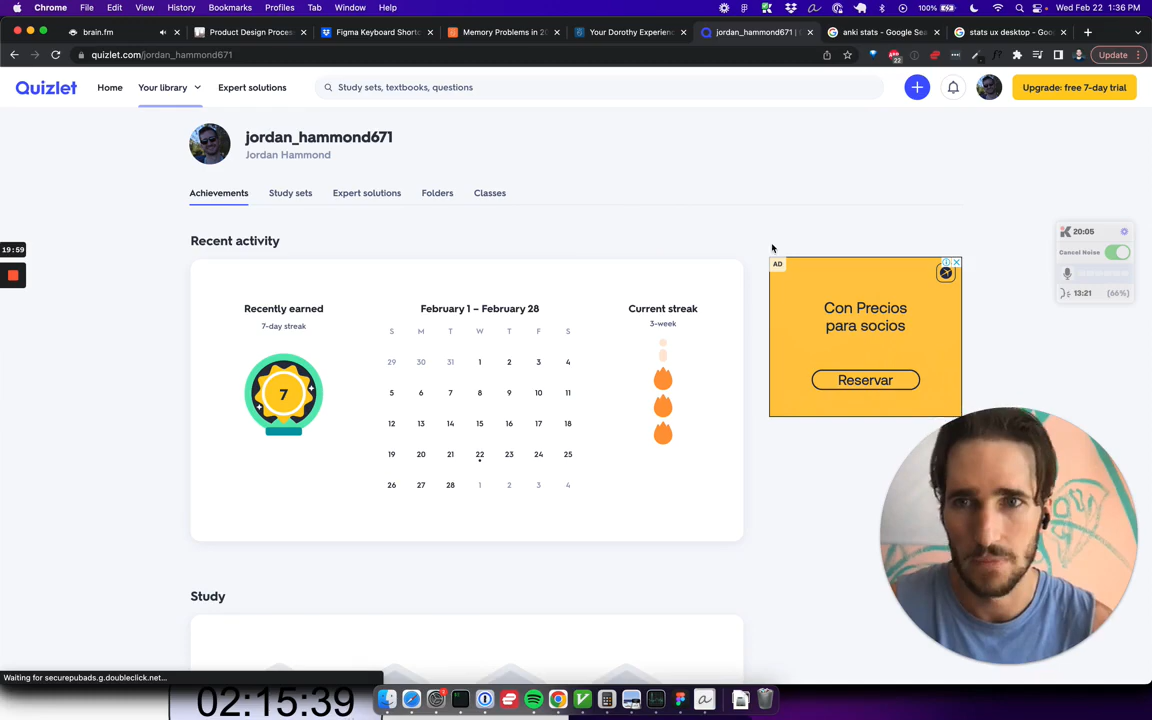 Chrome File Edit View History Bookmarks Profiles Tab Window Help 100% Wed Feb 22 1:36 PM
brain.fm Product Design Proces Figma Keyboard Shortc Memory Problems in 2 Your Dorothy Experienc jordan_hammond671 | anki stats - Google Sea stats ux desktop - Goog
quizlet.com/jordan_hammond671 22 f? Update
Quizlet Home Your library Expert solutions Study sets, textbooks, questions Upgrade: free 7-day trial
jordan_hammond671
Jordan Hammond
Achievements Study sets Expert solutions Folders Classes
19:59
20:05
Cancel Noise
13:21 (66%)
Recent activity
Recently earned
7-day streak
7
February 1 – February 28
S M T W T F S
29 30 31 1 2 3 4
5 6 7 8 9 10 11
12 13 14 15 16 17 18
19 20 21 22 23 24 25
26 27 28 1 2 3 4
Current streak
3-week
AD
Con Precios
para socios
Reservar
Study
Waiting for securepubads.g.doubleclick.net...
02:15:39